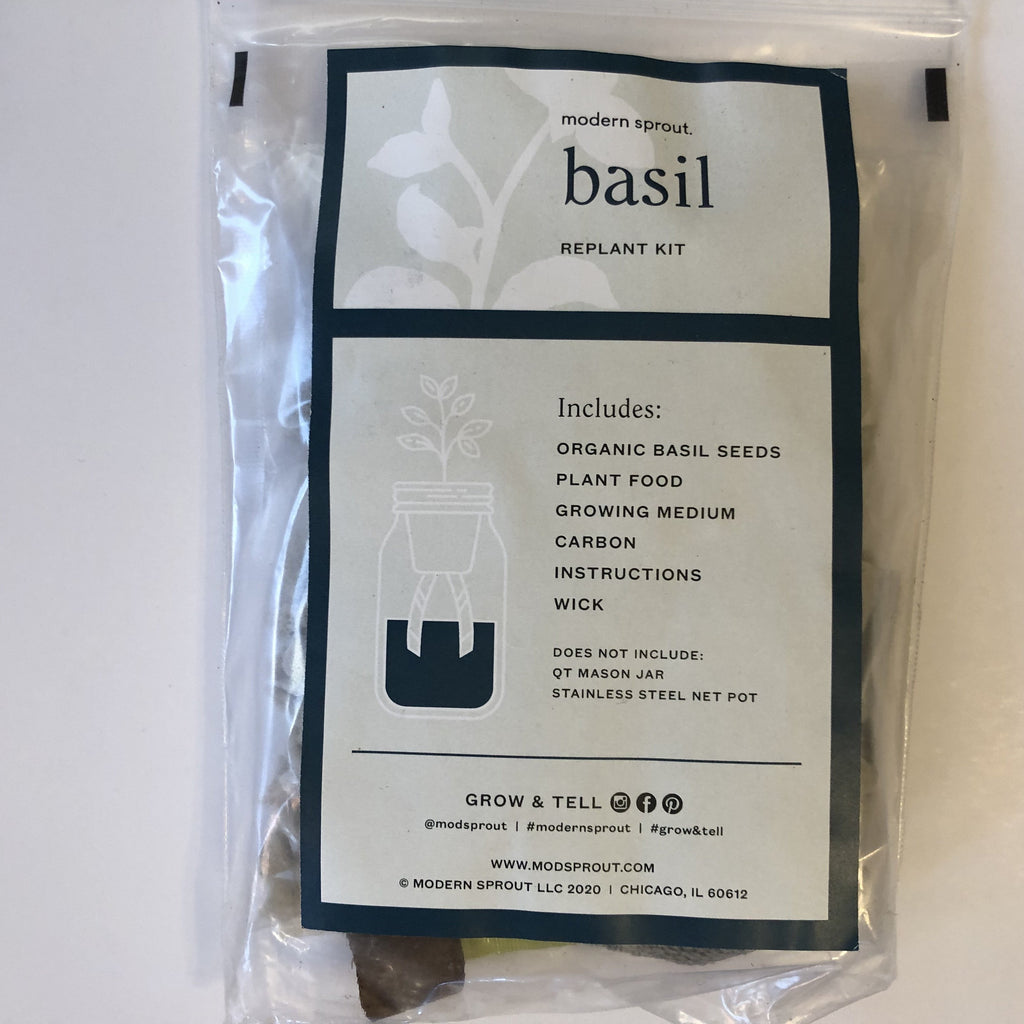 modern sprout.
basil
REPLANT KIT
Includes:
ORGANIC BASIL SEEDS
PLANT FOOD
GROWING MEDIUM
CARBON
INSTRUCTIONS
WICK
DOES NOT INCLUDE:
QT MASON JAR
STAINLESS STEEL NET POT
GROW & TELL
@modsprout | #modernsprout | #grow&tell
WWW.MODSPROUT.COM
© MODERN SPROUT LLC 2020 | CHICAGO, IL 60612